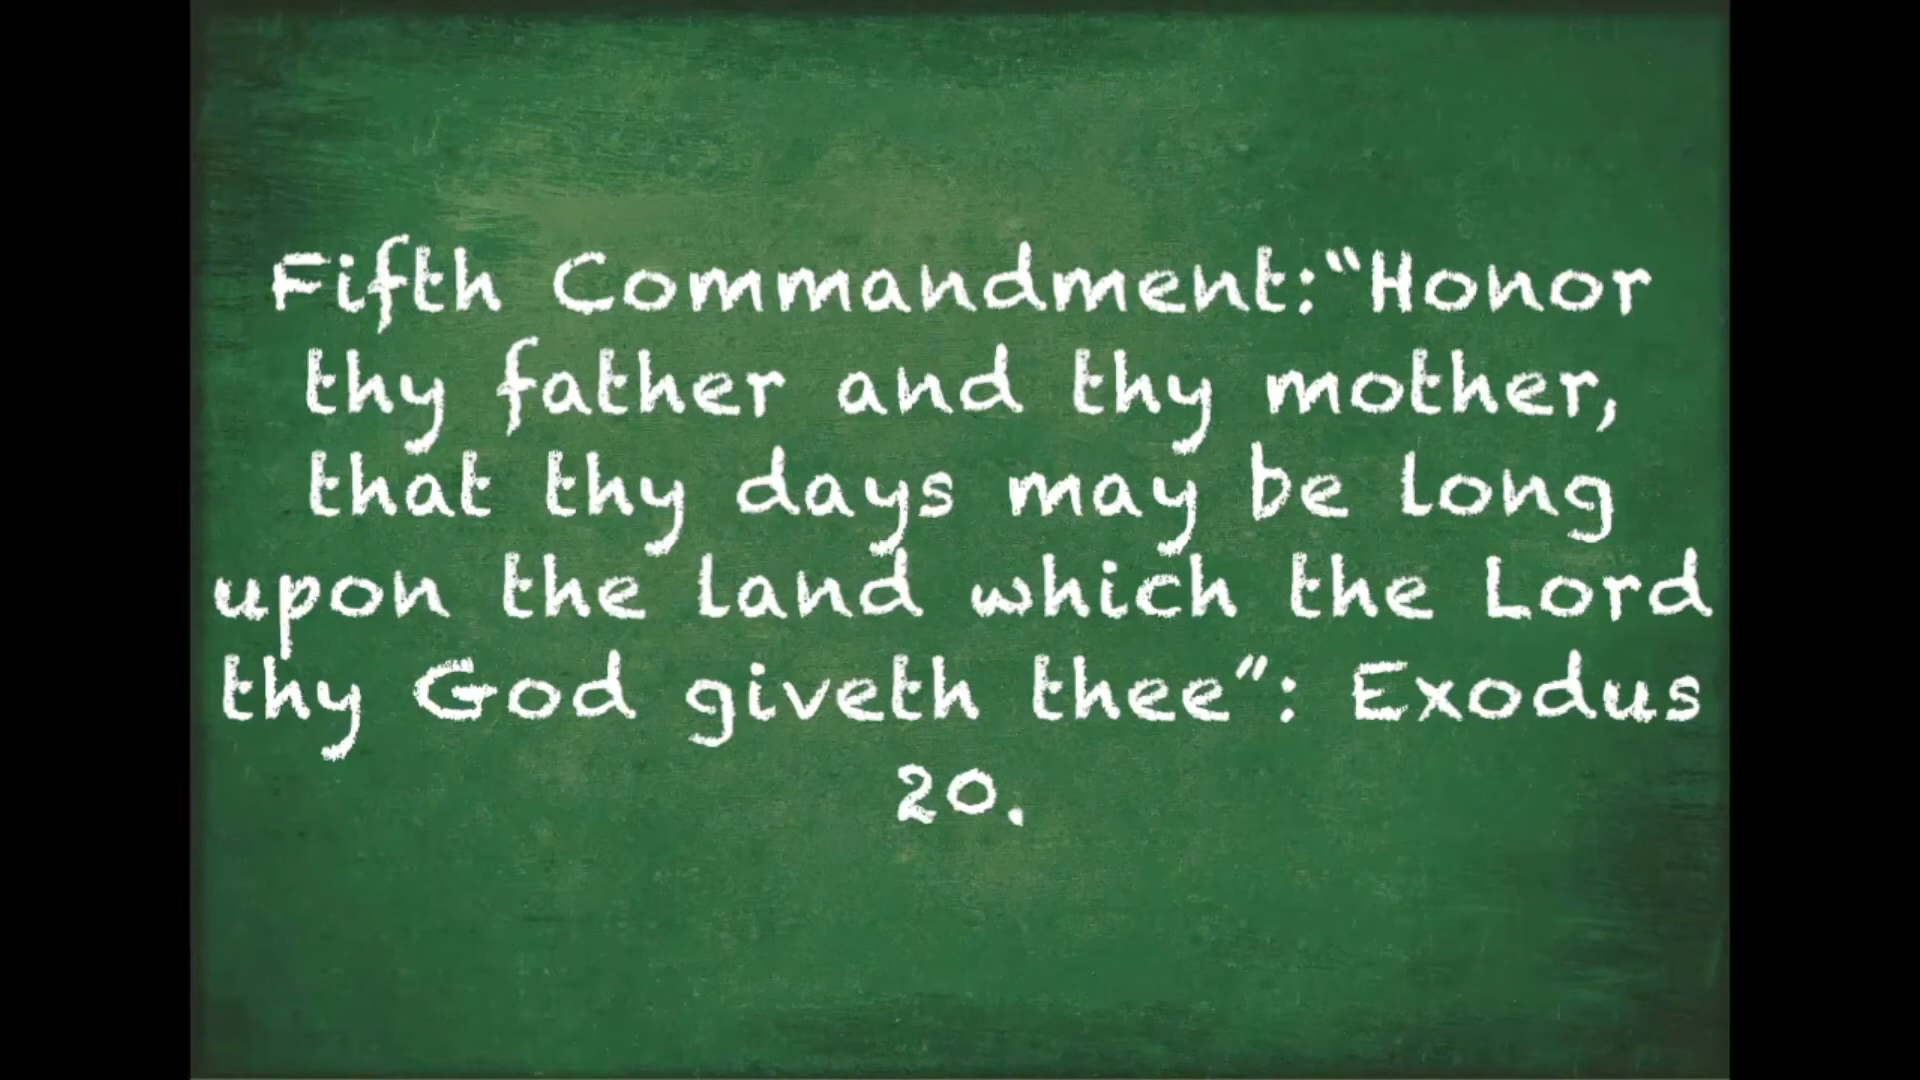 Fifth Commandment:“Honor
thy father and thy mother,
that thy days may be long
upon the land which the Lord
thy God giveth thee”: Exodus
20.